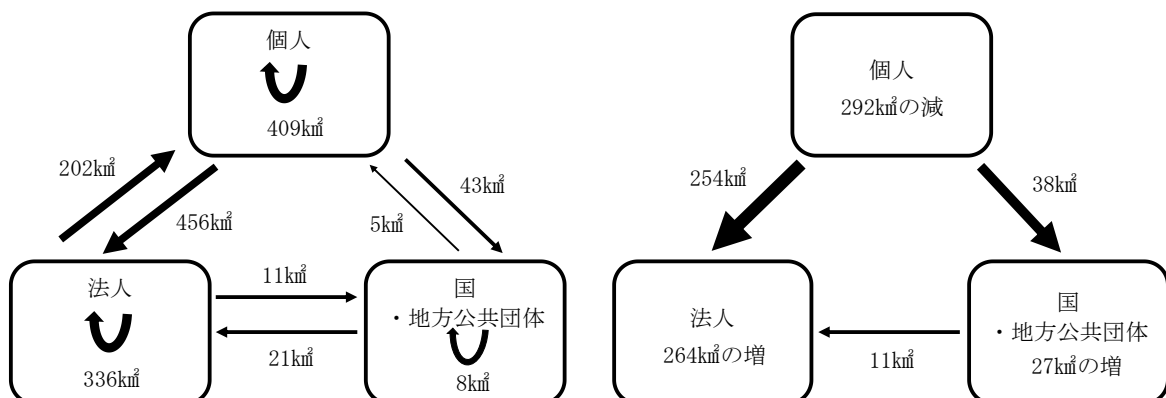 個人
409㎢
202㎢
456㎢
43㎢
5㎢
法人
336㎢
11㎢
21㎢
国
・地方公共団体
8㎢
個人
292㎢の減
254㎢
38㎢
法人
264㎢の増
11㎢
国
・地方公共団体
27㎢の増